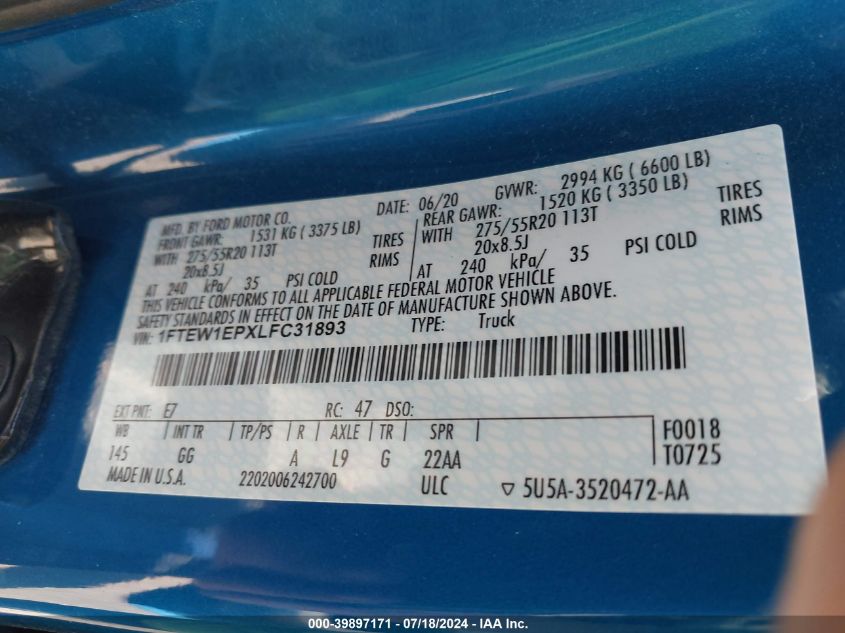 MFD. BY FORD MOTOR CO. DATE: 06/20 GVWR: 2994 KG ( 6600 LB)
FRONT GAWR: 1531 KG ( 3375 LB) REAR GAWR: 1520 KG ( 3350 LB)
WITH 275/55R20 113T TIRES WITH 275/55R20 113T TIRES
20x8.5J RIMS 20x8.5J RIMS
AT 240 kPa/ 35 PSI COLD AT 240 kPa/ 35 PSI COLD
THIS VEHICLE CONFORMS TO ALL APPLICABLE FEDERAL MOTOR VEHICLE
SAFETY STANDARDS IN EFFECT ON THE DATE OF MANUFACTURE SHOWN ABOVE.
VIN: 1FTEW1EPXLFC31893 TYPE: Truck
EXT PNT: E7 RC: 47 DSO:
WB INT TR TP/PS R AXLE TR SPR F0018
145 GG A L9 G 22AA T0725
MADE IN U.S.A. 2202006242700 ULC 5U5A-3520472-AA
000-39897171 - 07/18/2024 - IAA Inc.